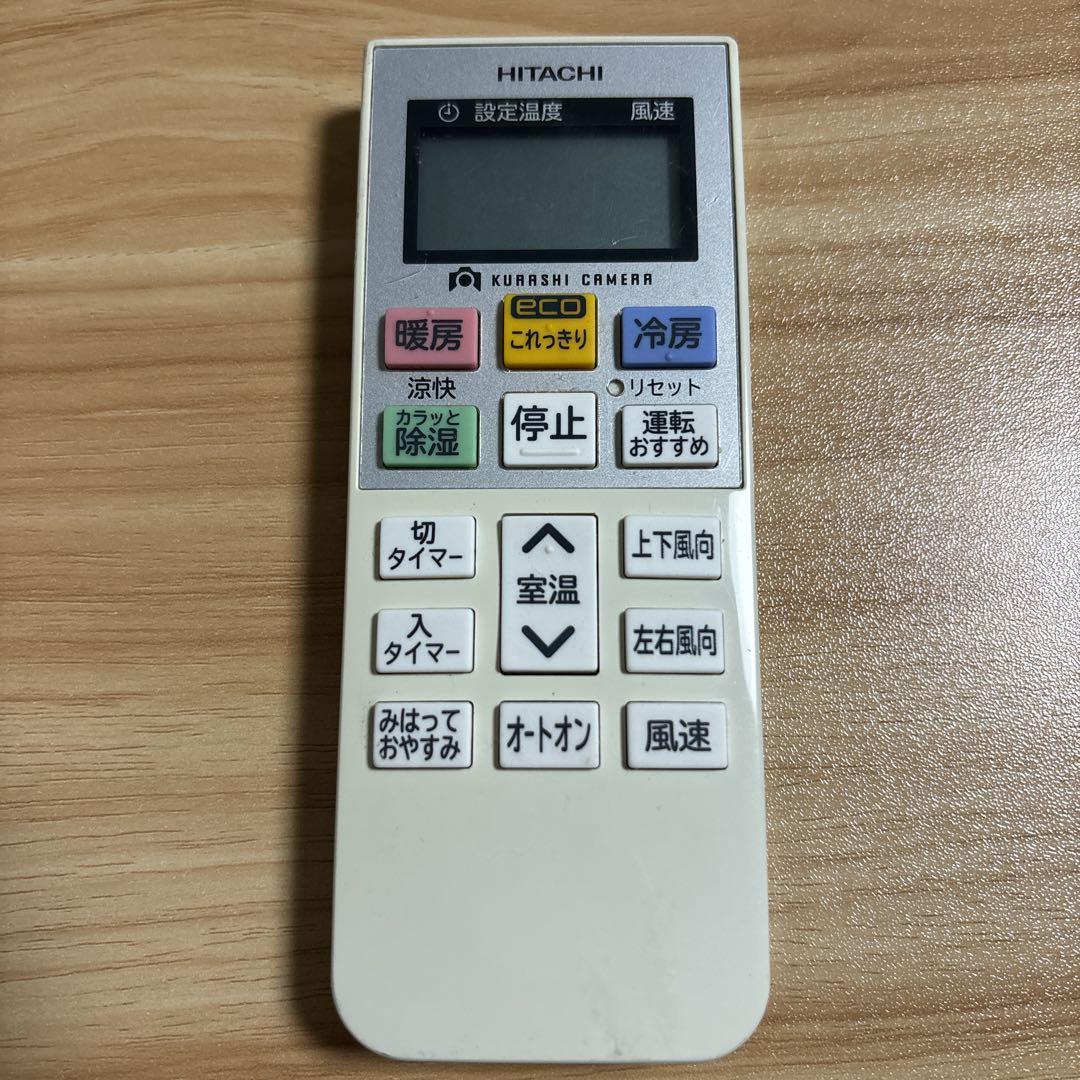 HITACHI
設定温度 風速
KURASHI CAMERA
暖房
eco
これっきり
冷房
涼快
リセット
カラッと
除湿
停止
運転
おすすめ
切
タイマー
室温
上下風向
入
タイマー
左右風向
みはって
おやすみ
オートオン
風速